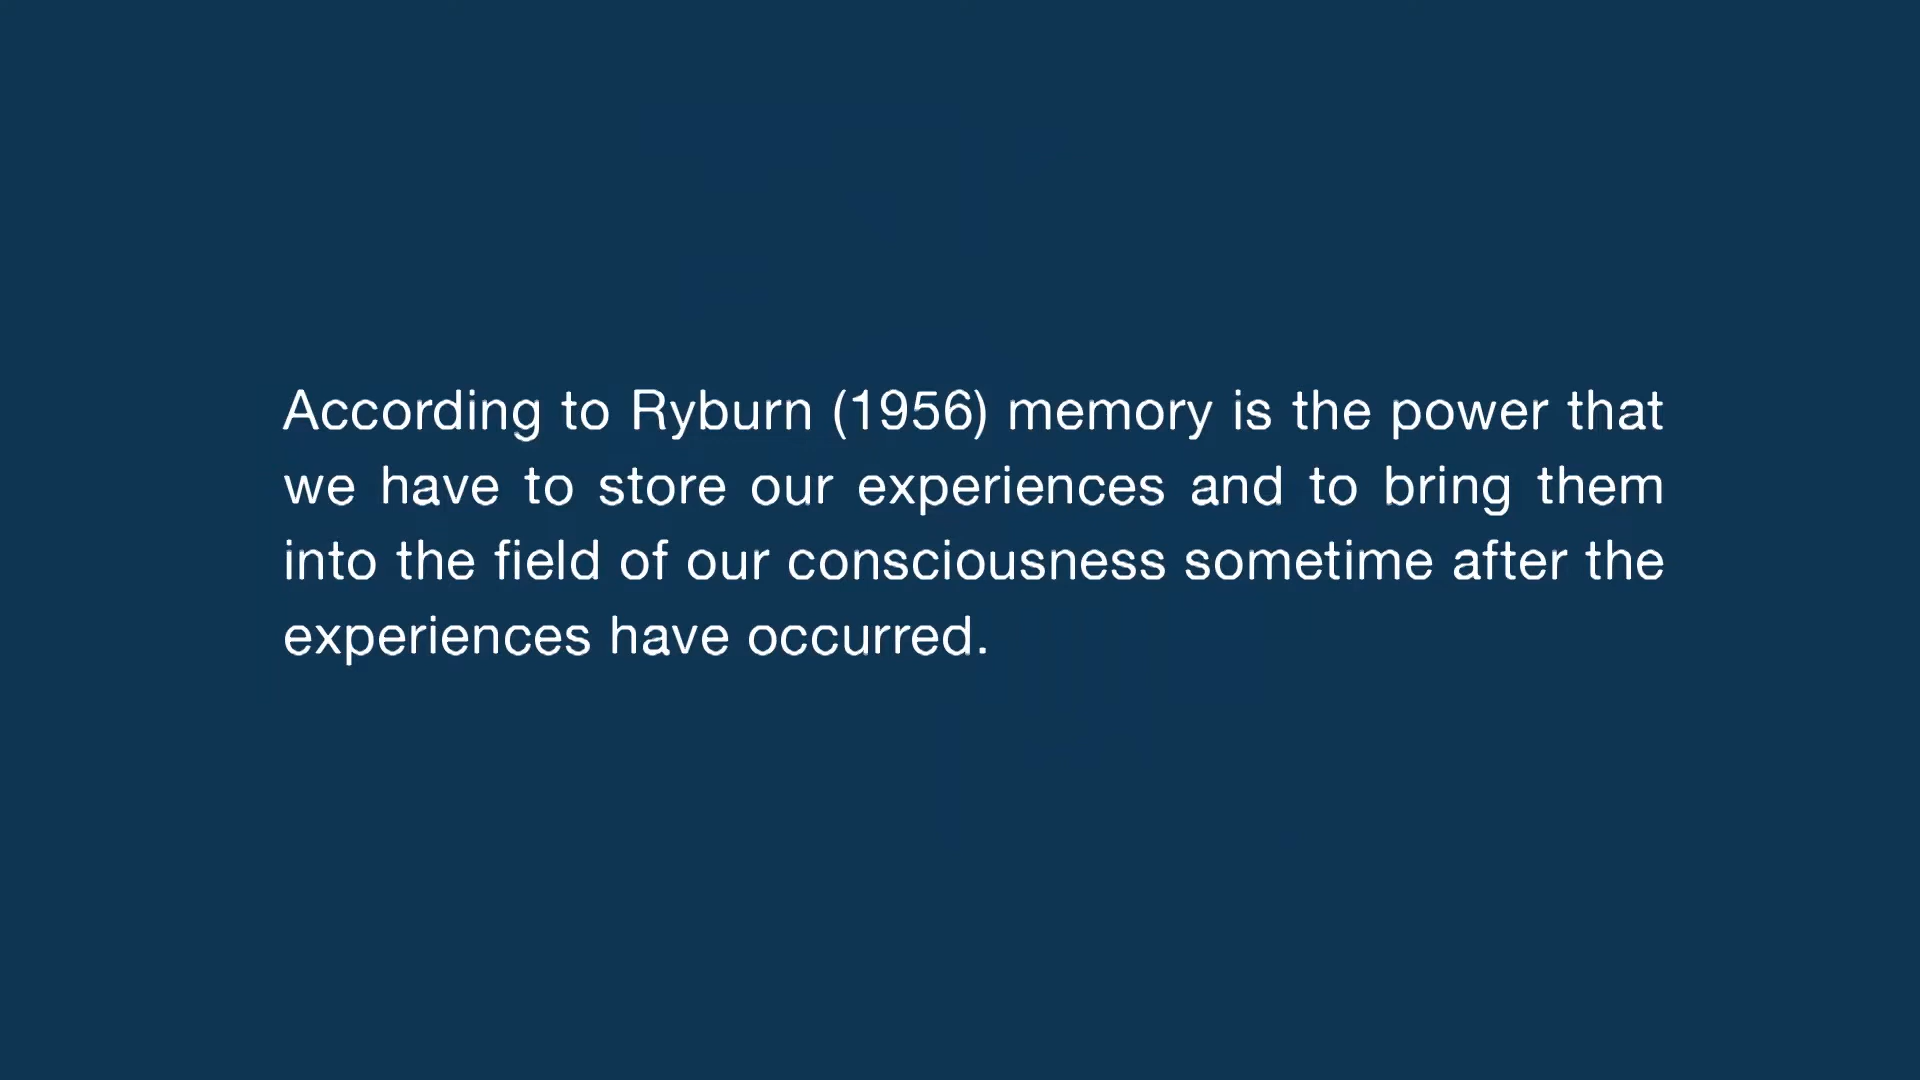 According to Ryburn (1956) memory is the power that
we have to store our experiences and to bring them
into the field of our consciousness sometime after the
experiences have occurred.